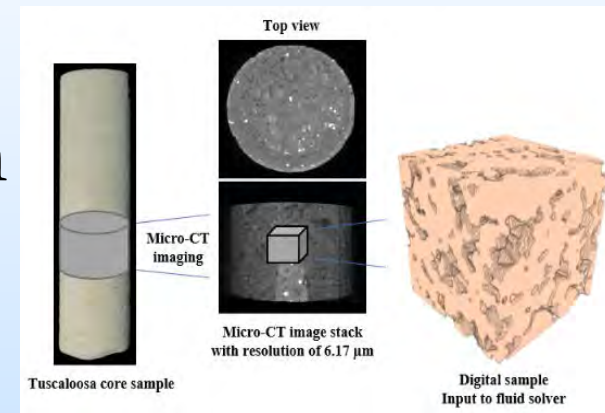 Top view
Micro-CT
imaging
Micro-CT image stack
with resolution of 6.17 µm
Tuscaloosa core sample
Digital sample
Input to fluid solver